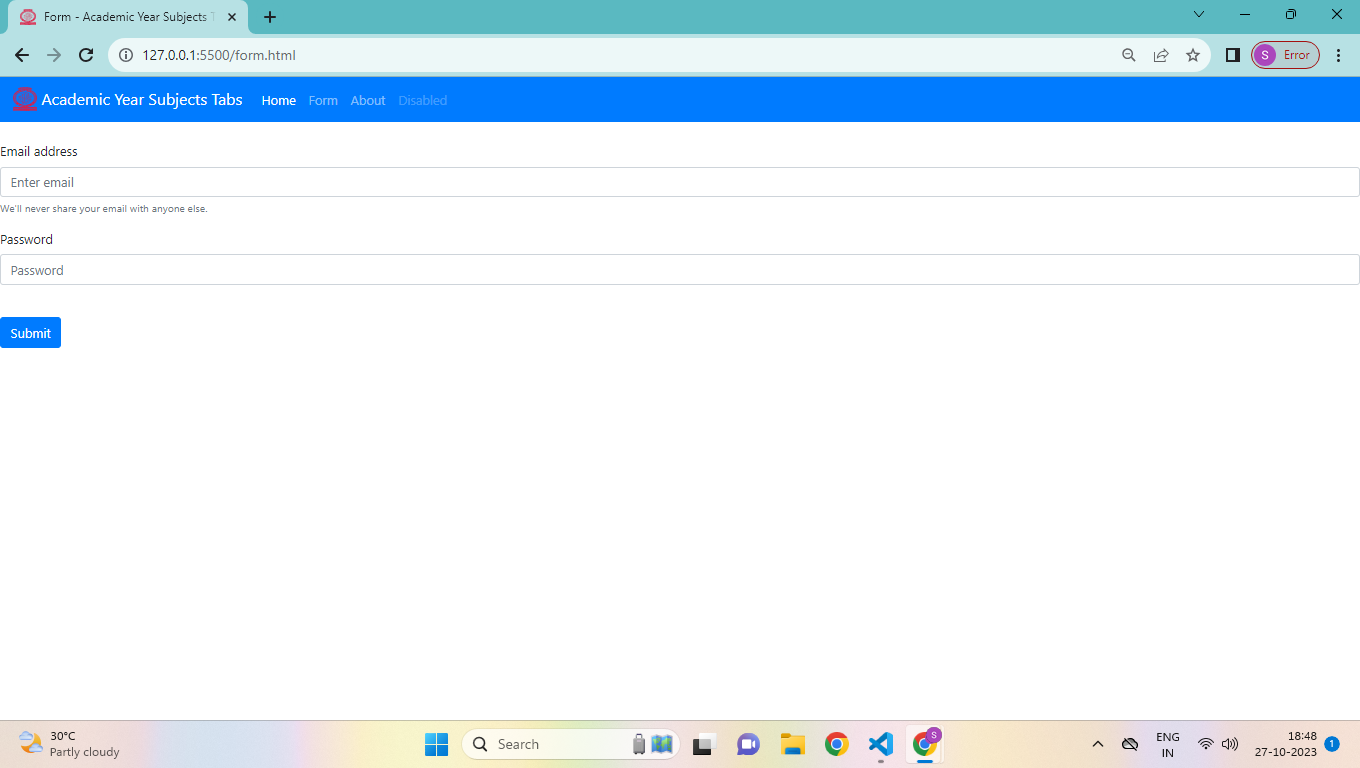 Form - Academic Year Subjects T
127.0.0.1:5500/form.html
S Error
Academic Year Subjects Tabs Home Form About Disabled
Email address
Enter email
We'll never share your email with anyone else.
Password
Password
Submit
30°C
Partly cloudy
Search
S
ENG
IN
18:48
27-10-2023
1